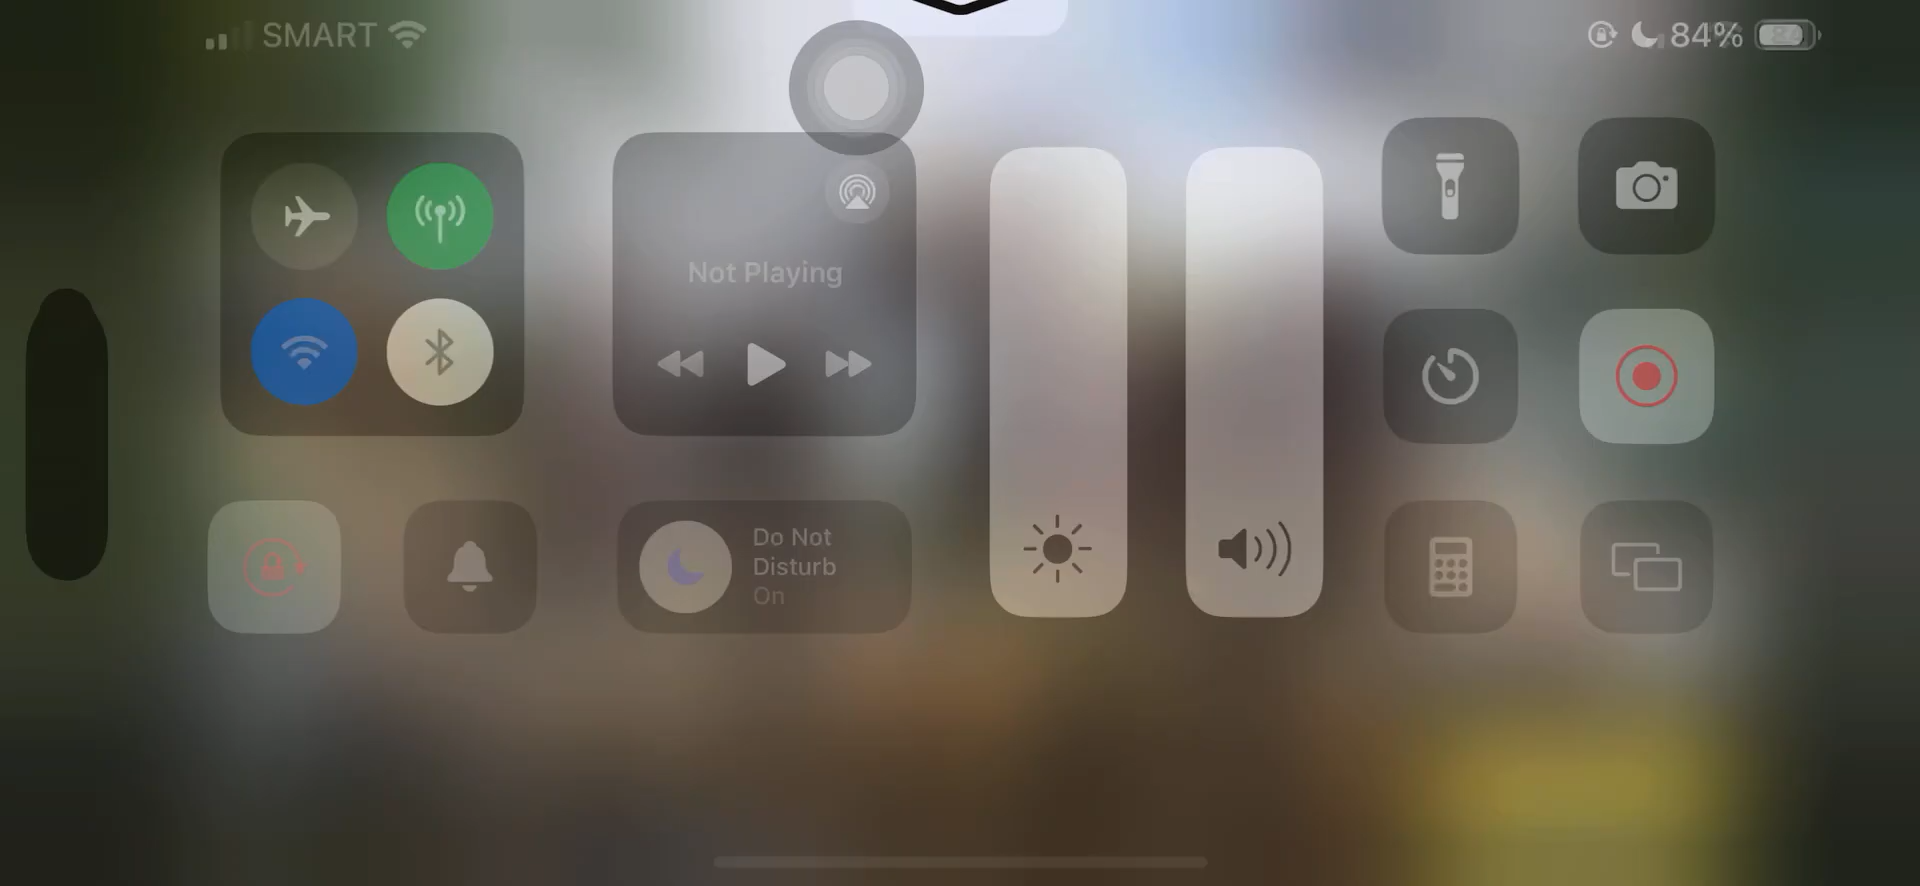 SMART
84%
Not Playing
Do Not
Disturb
On